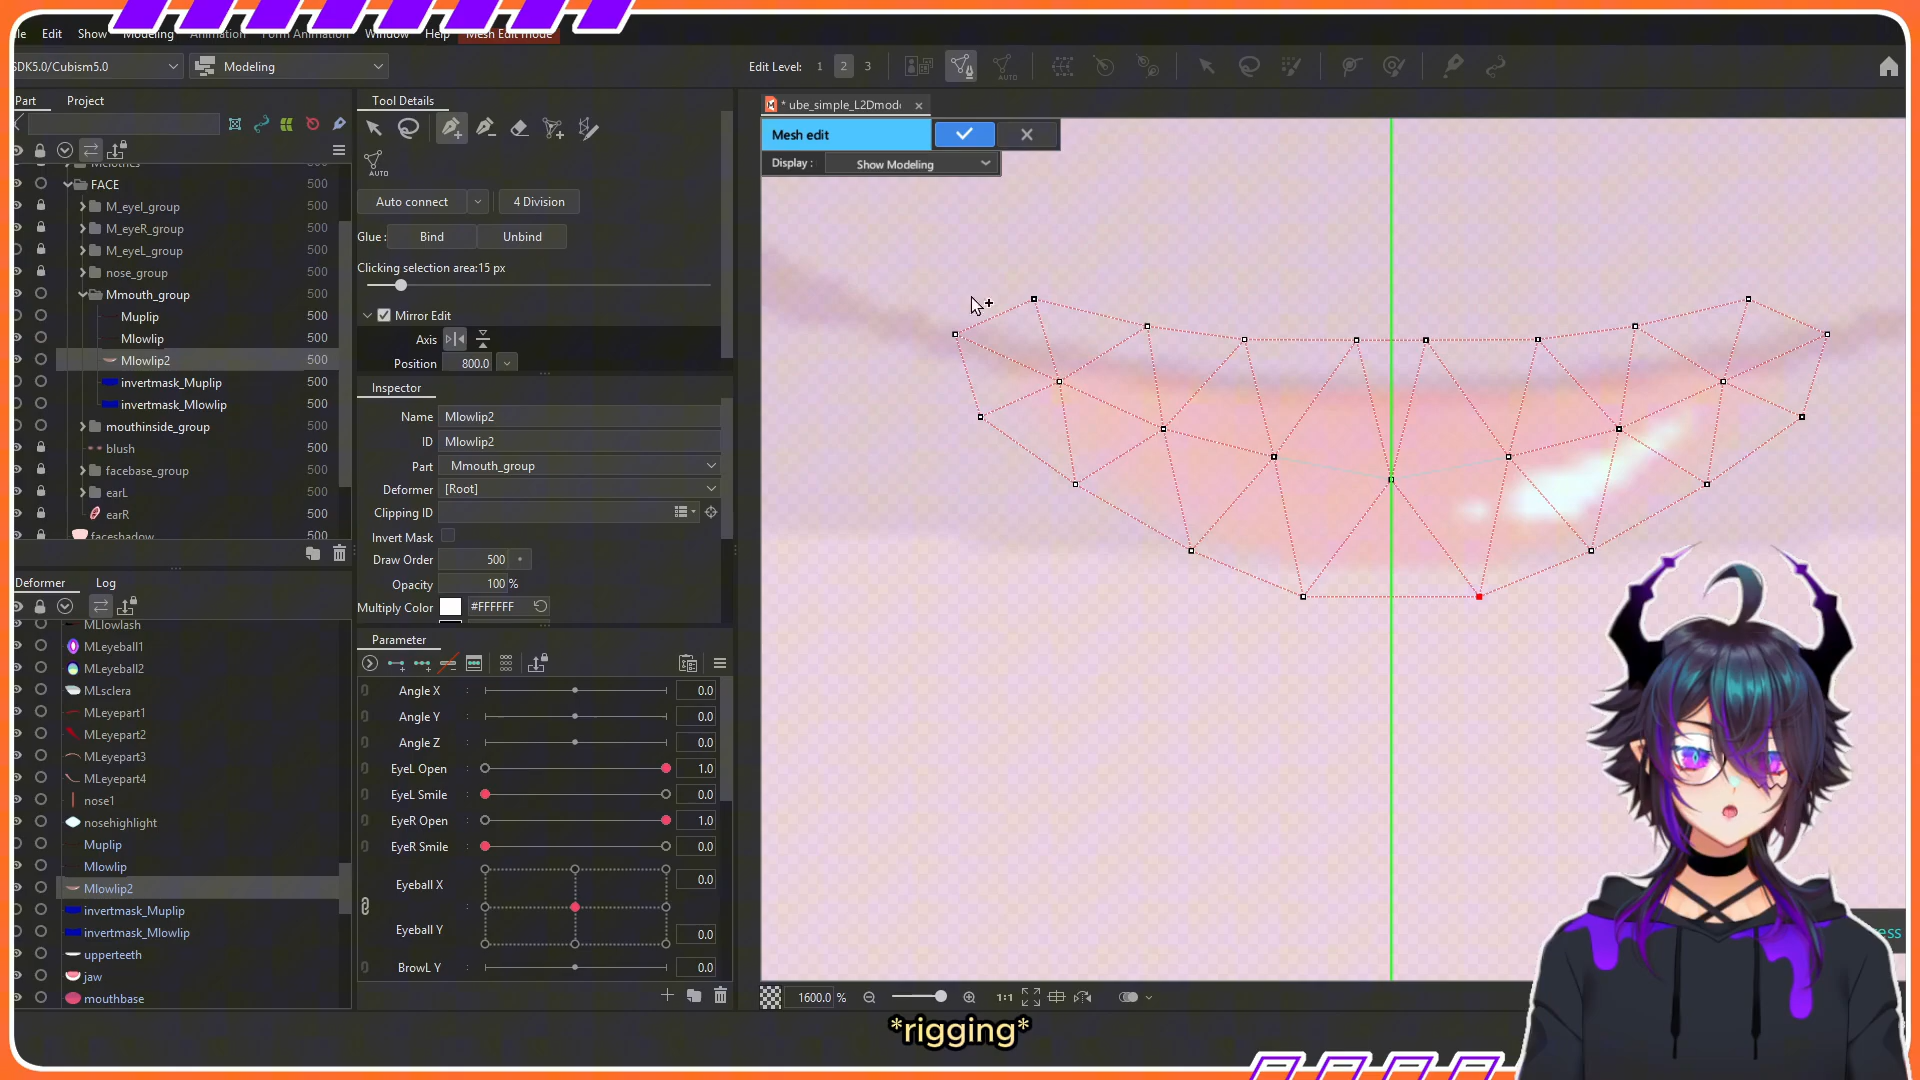 Edit Show Modeling Animation Form Animation Window Help Mesh Edit mode
SDK5.0/Cubism5.0 Modeling Edit Level: 1 2 3 AUTO
Part Project Tool Details * ube_simple_L2Dmod
Mesh edit
Display : Show Modeling
FACE 500
M_eyeI_group 500
M_eyeR_group 500
M_eyeL_group 500
nose_group 500
Mmouth_group 500
Muplip 500
Mlowlip 500
Mlowlip2 500
invertmask_Muplip 500
invertmask_Mlowlip 500
mouthinside_group 500
blush 500
facebase_group 500
earL 500
earR 500
faceshadow
AUTO
Auto connect 4 Division
Glue : Bind Unbind
Clicking selection area:15 px
Mirror Edit
Axis
Position 800.0
Inspector
Name Mlowlip2
ID Mlowlip2
Part Mmouth_group
Deformer [Root]
Clipping ID
Invert Mask
Draw Order 500
Opacity 100 %
Multiply Color #FFFFFF
Deformer Log
MLlowlash
MLeyeball1
MLeyeball2
MLsclera
MLeyepart1
MLeyepart2
MLeyepart3
MLeyepart4
nose1
nosehighlight
Muplip
Mlowlip
Mlowlip2
invertmask_Muplip
invertmask_Mlowlip
upperteeth
jaw
mouthbase
Parameter
Angle X : 0.0
Angle Y : 0.0
Angle Z : 0.0
EyeL Open : 1.0
EyeL Smile : 0.0
EyeR Open : 1.0
EyeR Smile : 0.0
Eyeball X 0.0
:
Eyeball Y 0.0
BrowL Y : 0.0
1600.0 % 1:1
*rigging*